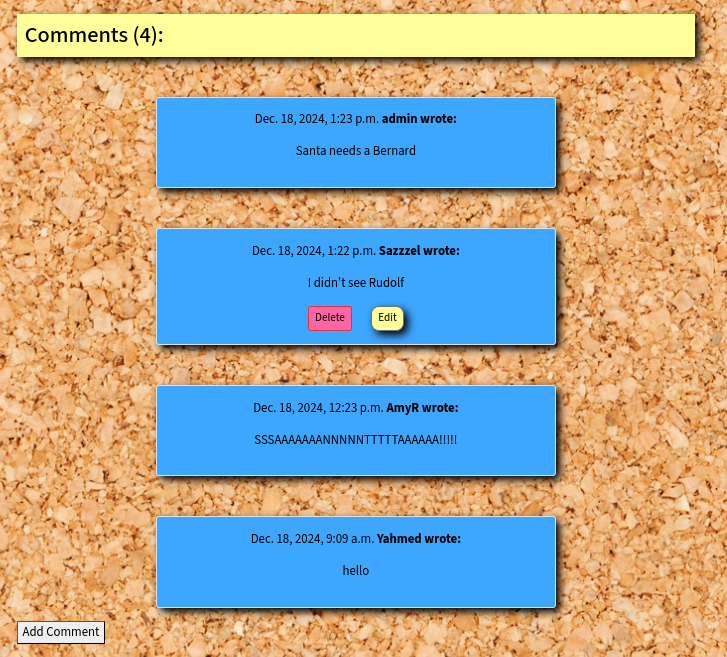 Comments (4):
Dec. 18, 2024, 1:23 p.m. admin wrote:
Santa needs a Bernard
Dec. 18, 2024, 1:22 p.m. Sazzzel wrote:
I didn't see Rudolf
Delete Edit
Dec. 18, 2024, 12:23 p.m. AmyR wrote:
SSSAAAAAAANNNNNTTTTTAAAAAA!!!!!
Dec. 18, 2024, 9:09 a.m. Yahmed wrote:
hello
Add Comment